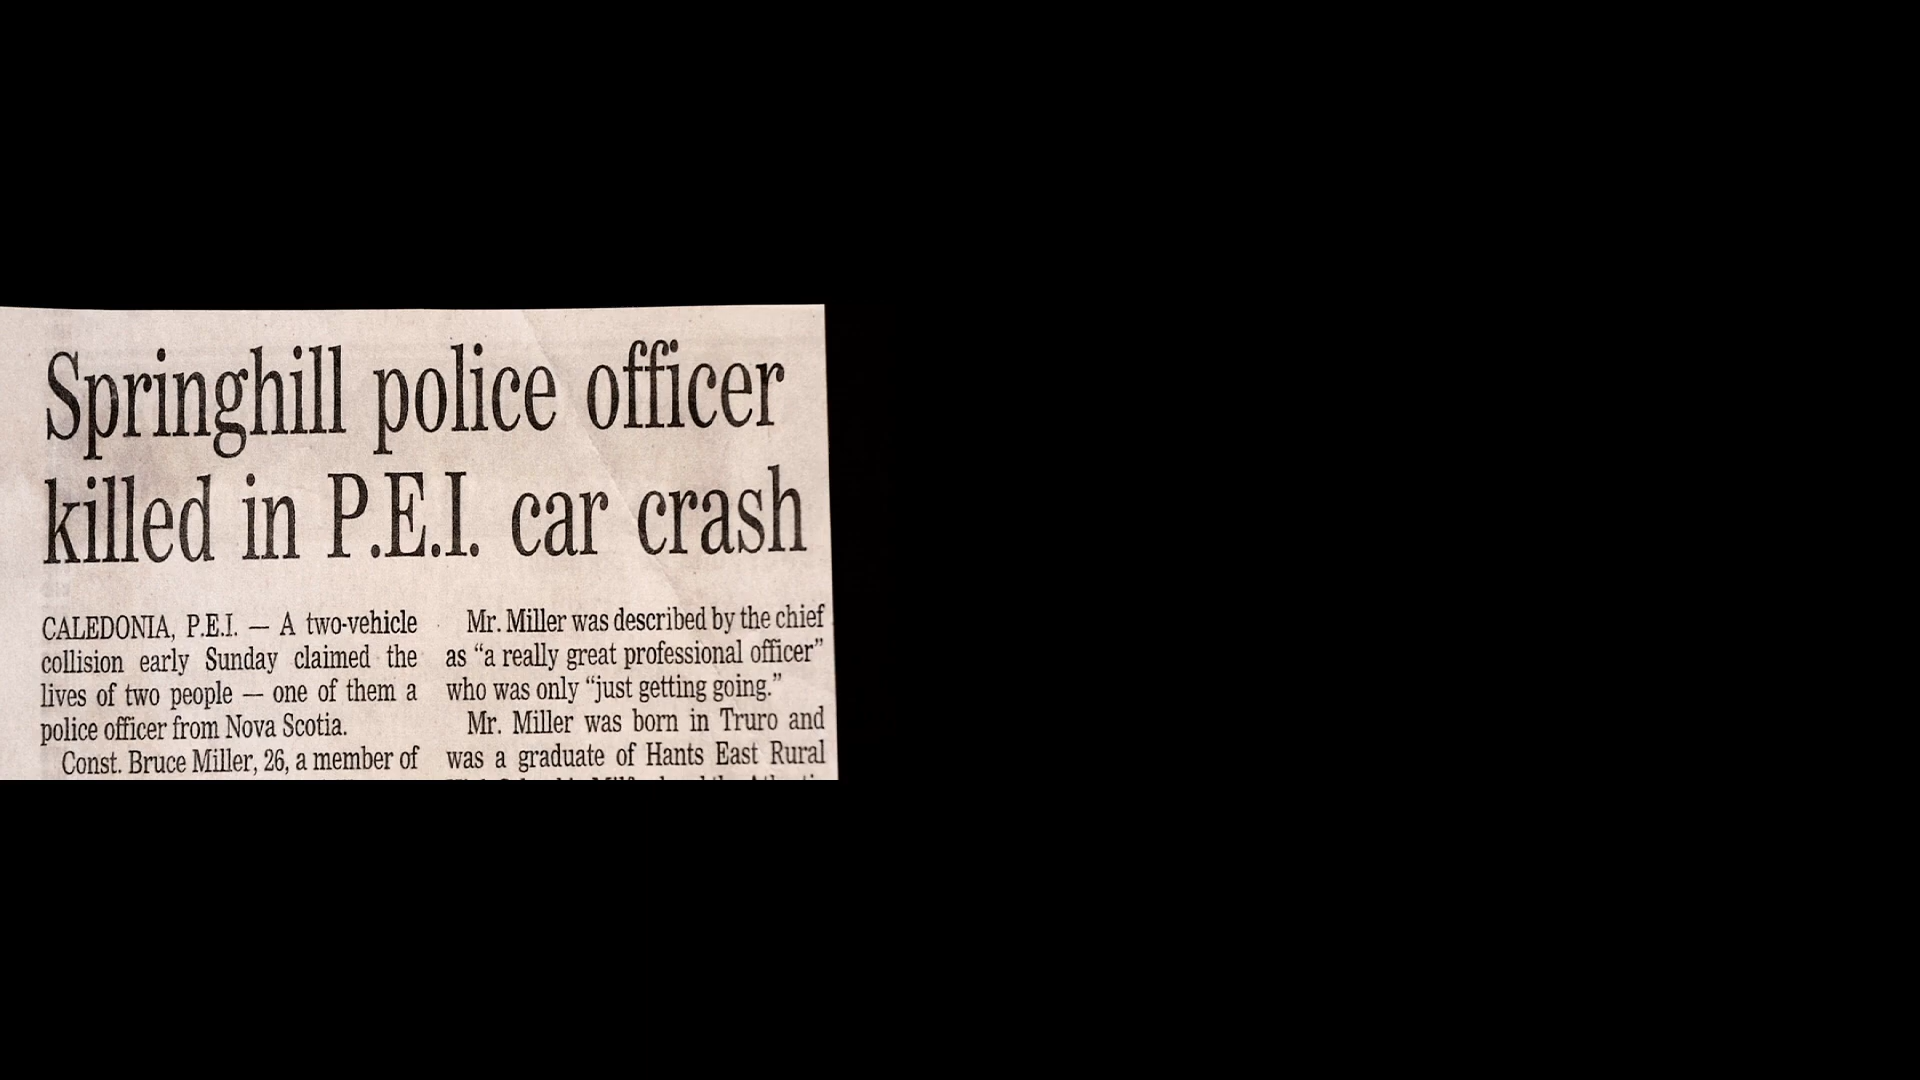 Springhill police officer
killed in P.E.I. car crash
CALEDONIA, P.E.I. — A two-vehicle
collision early Sunday claimed the
lives of two people — one of them a
police officer from Nova Scotia.
Const. Bruce Miller, 26, a member of
Mr. Miller was described by the chief
as “a really great professional officer”
who was only “just getting going.”
Mr. Miller was born in Truro and
was a graduate of Hants East Rural